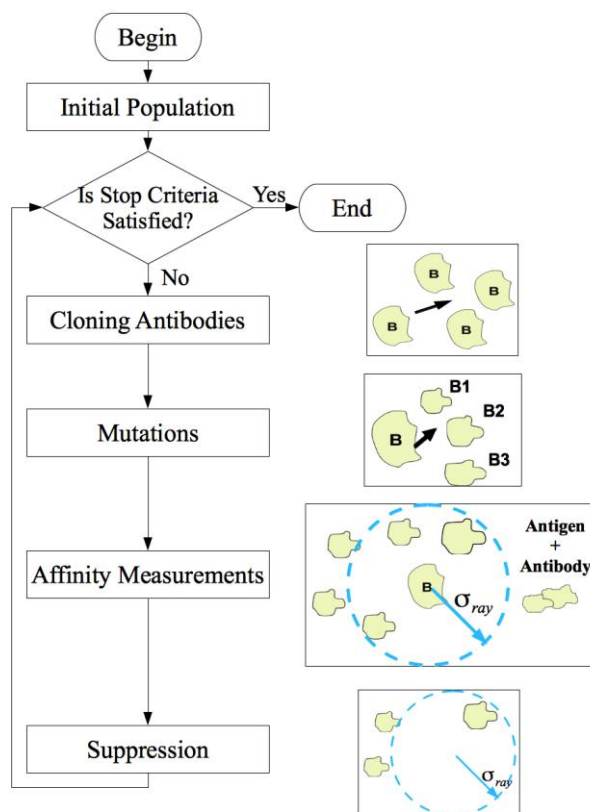 Begin
Initial Population
Is Stop Criteria
Satisfied?
Yes
End
No
Cloning Antibodies
B
B
B
B
Mutations
B1
B2
B
B3
Affinity Measurements
Antigen
+
Antibody
B
σray
Suppression
σray